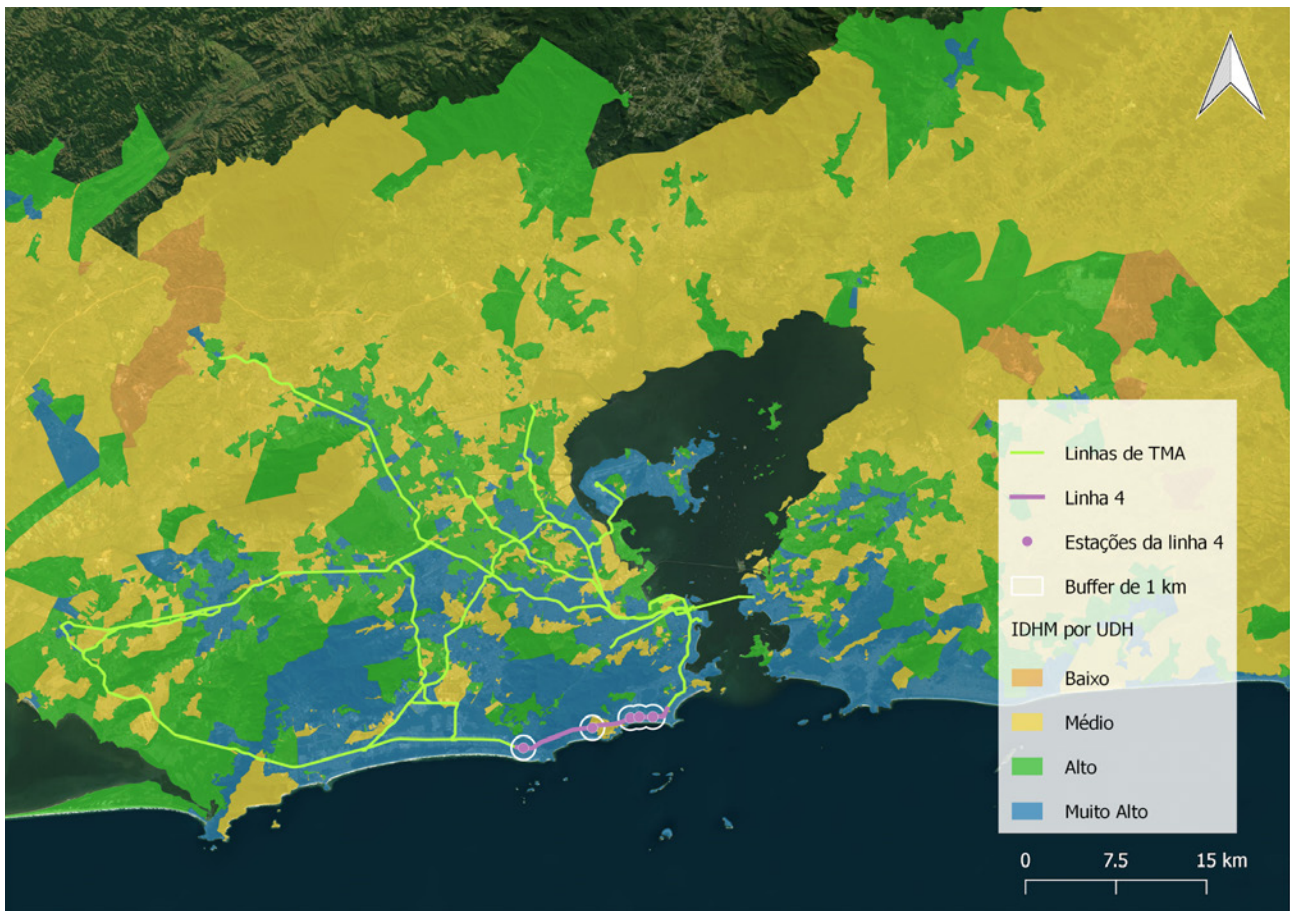 Linhas de TMA
Linha 4
Estações da linha 4
Buffer de 1 km
IDHM por UDH
Baixo
Médio
Alto
Muito Alto
0 7.5 15 km